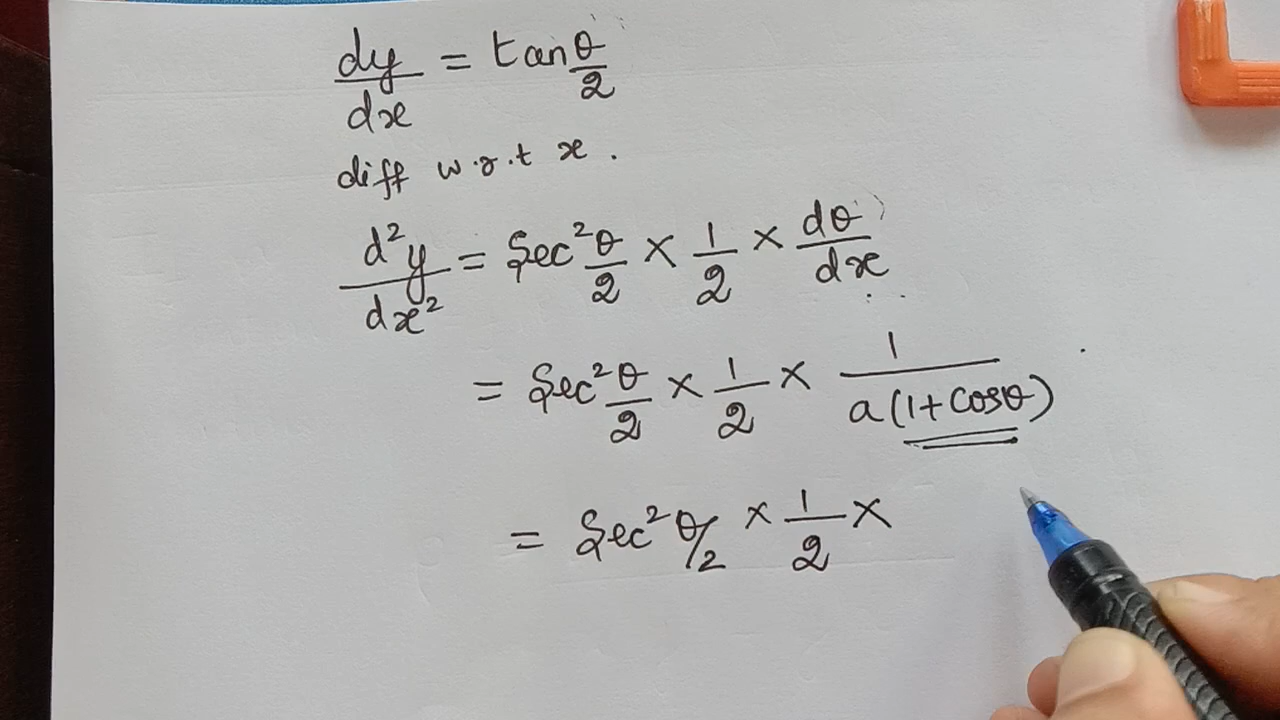 dy/dx = tan θ/2
diff w.r.t x.
d²y/dx² = Sec² θ/2 × 1/2 × dθ/dx
= Sec² θ/2 × 1/2 × 1/a(1+cosθ)
= Sec² θ/2 × 1/2 ×